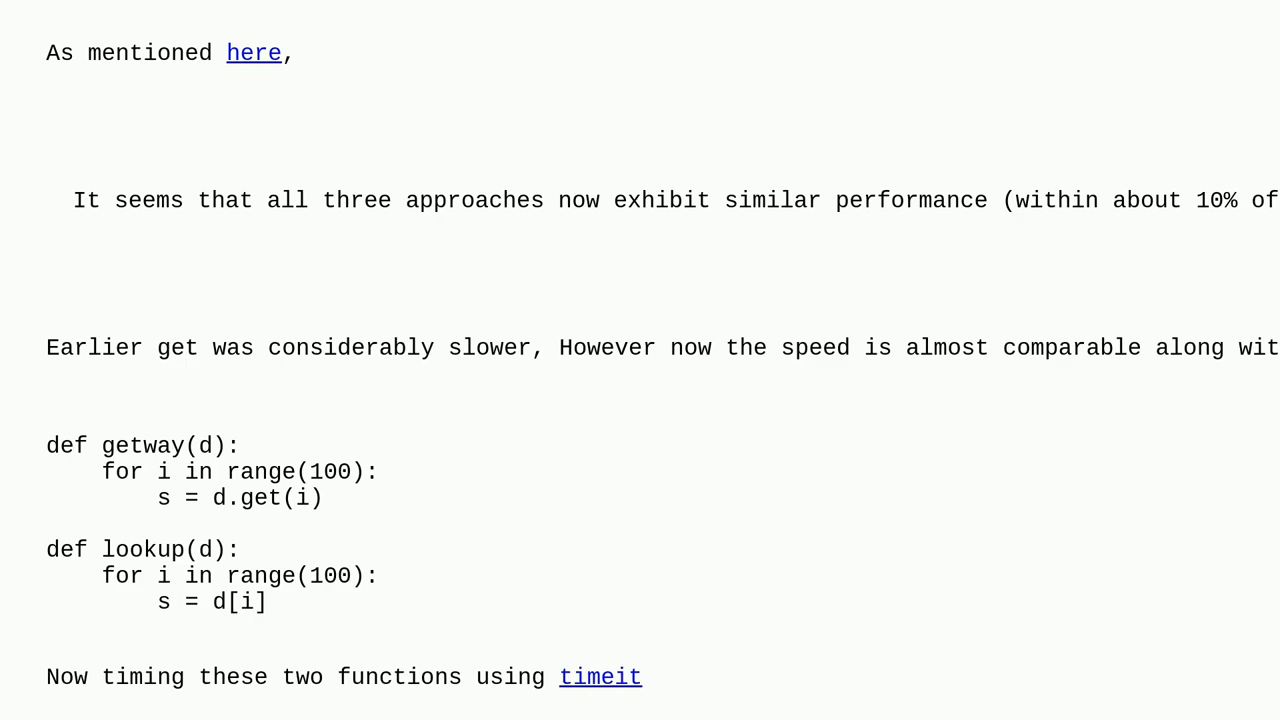 As mentioned here,
It seems that all three approaches now exhibit similar performance (within about 10% of
Earlier get was considerably slower, However now the speed is almost comparable along wit
def getway(d):
    for i in range(100):
        s = d.get(i)
def lookup(d):
    for i in range(100):
        s = d[i]
Now timing these two functions using timeit